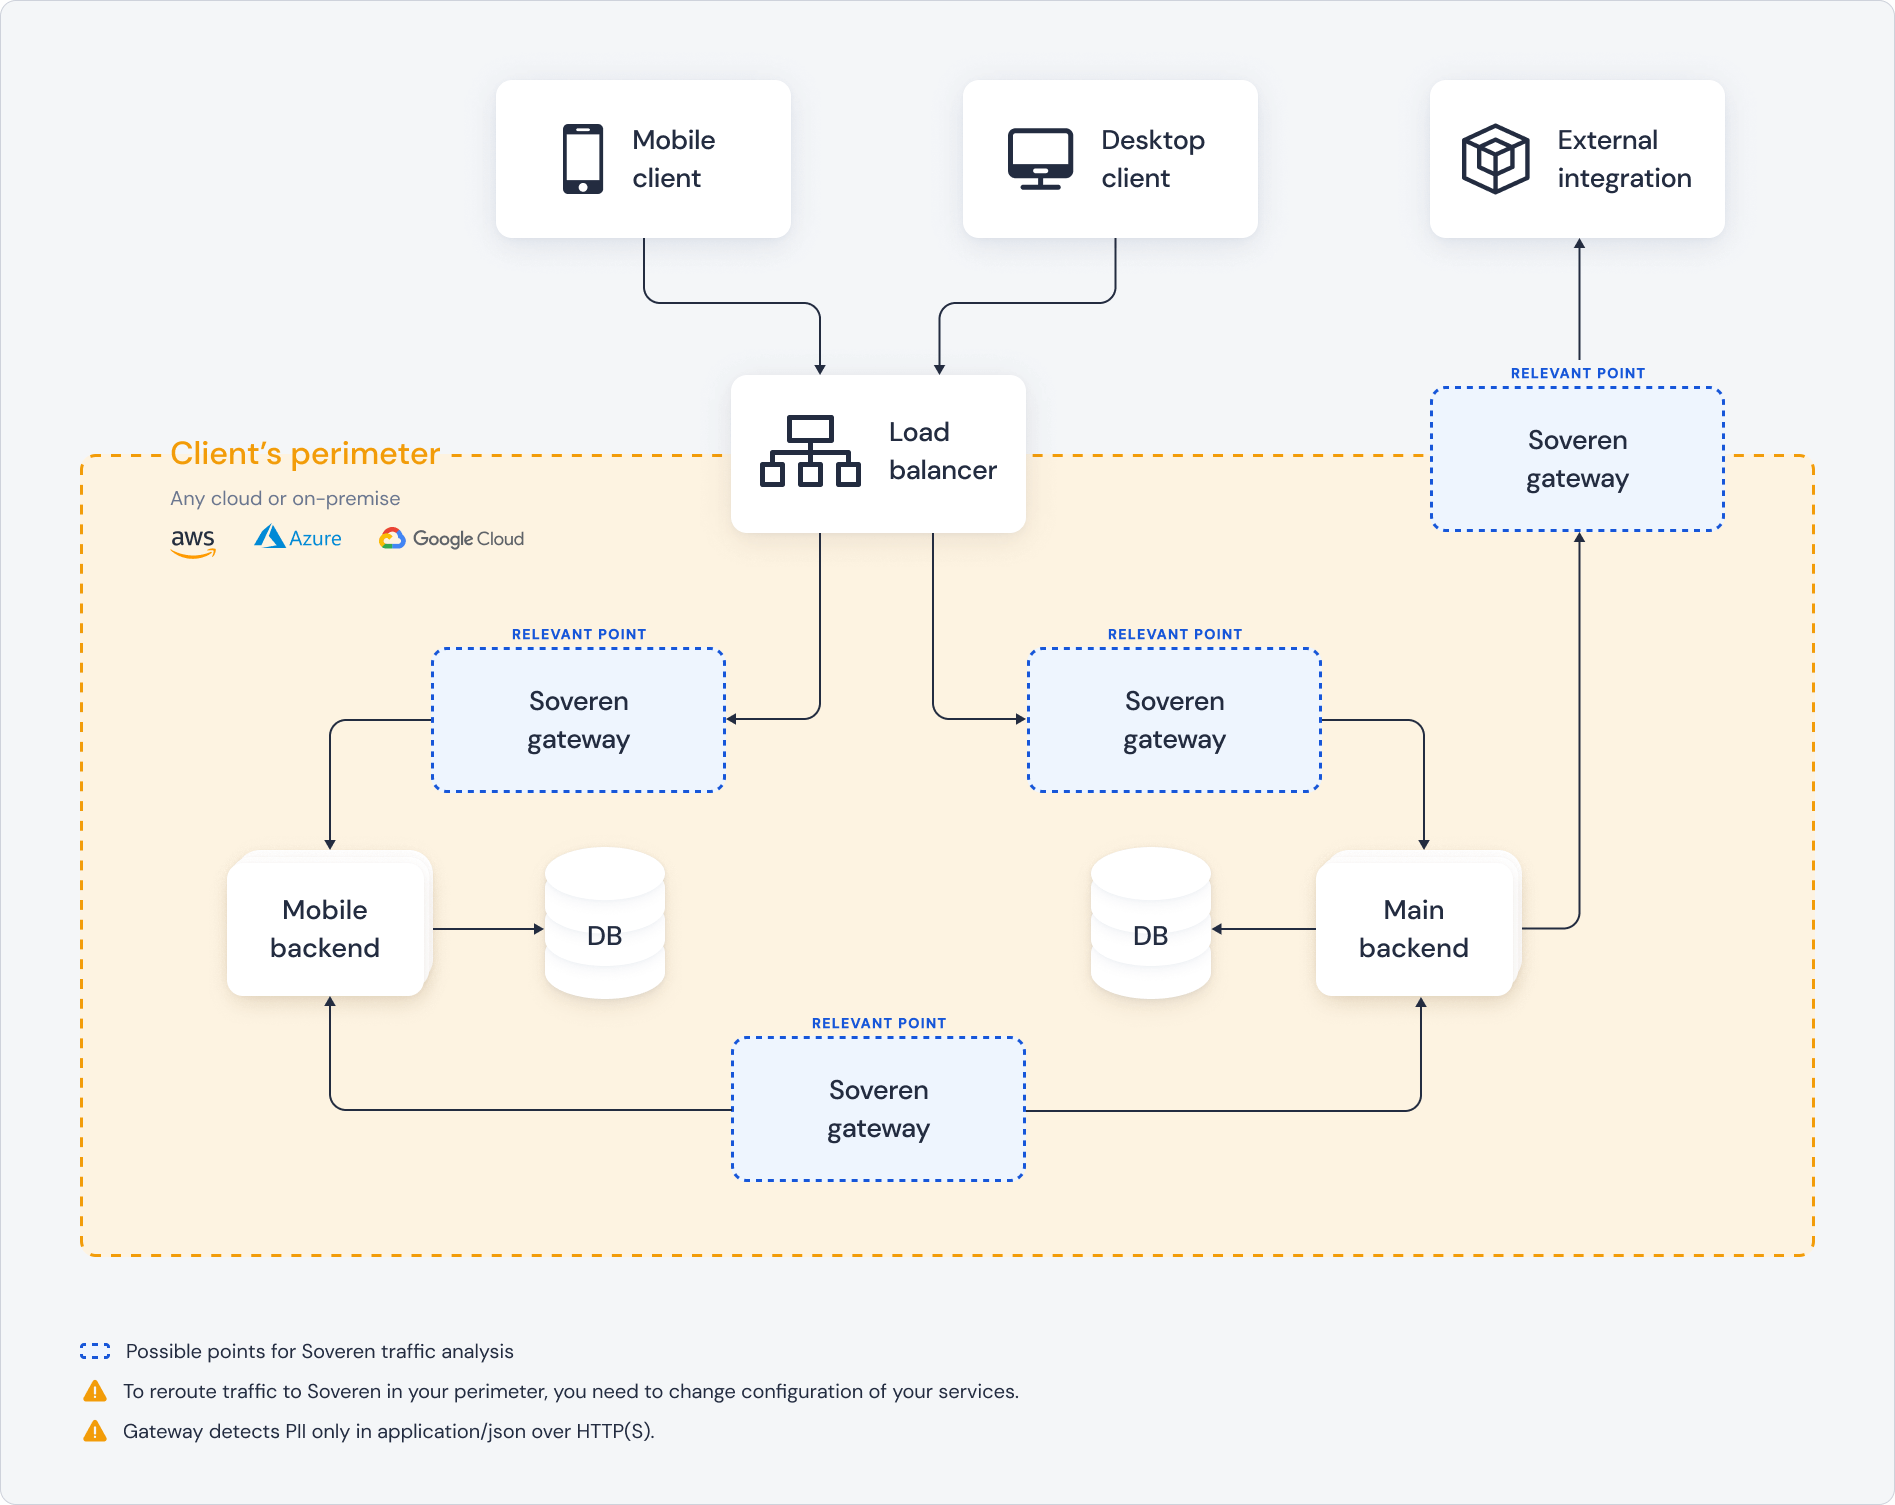 Mobile
client
Desktop
client
External
integration
RELEVANT POINT
Soveren
gateway
Load
balancer
Client’s perimeter
Any cloud or on-premise
aws
Azure
Google Cloud
RELEVANT POINT
Soveren
gateway
RELEVANT POINT
Soveren
gateway
Mobile
backend
DB
DB
Main
backend
RELEVANT POINT
Soveren
gateway
Possible points for Soveren traffic analysis
To reroute traffic to Soveren in your perimeter, you need to change configuration of your services.
Gateway detects PII only in application/json over HTTP(S).